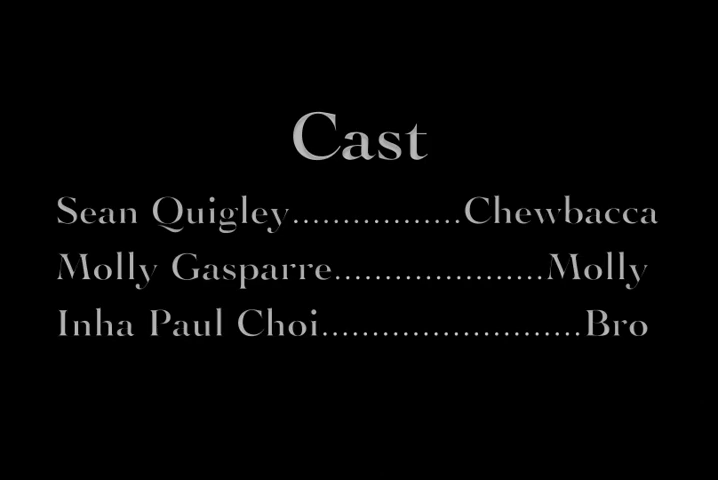 Cast
Sean Quigley.................Chewbacca
Molly Gasparre.....................Molly
Inha Paul Choi..........................Bro